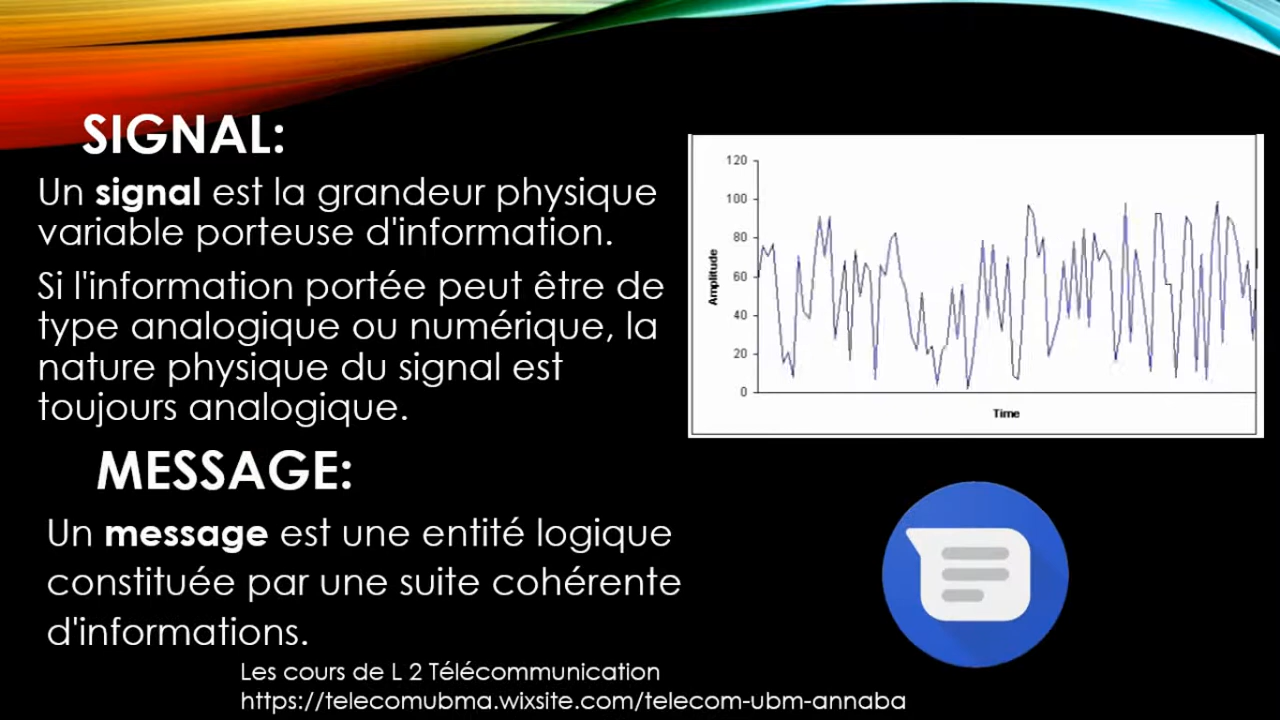 SIGNAL:
Un signal est la grandeur physique
variable porteuse d'information.
Si l'information portée peut être de
type analogique ou numérique, la
nature physique du signal est
toujours analogique.
120
100
80
60
40
20
0
Amplitude
Time
MESSAGE:
Un message est une entité logique
constituée par une suite cohérente
d'informations.
Les cours de L 2 Télécommunication
https://telecomubma.wixsite.com/telecom-ubm-annaba